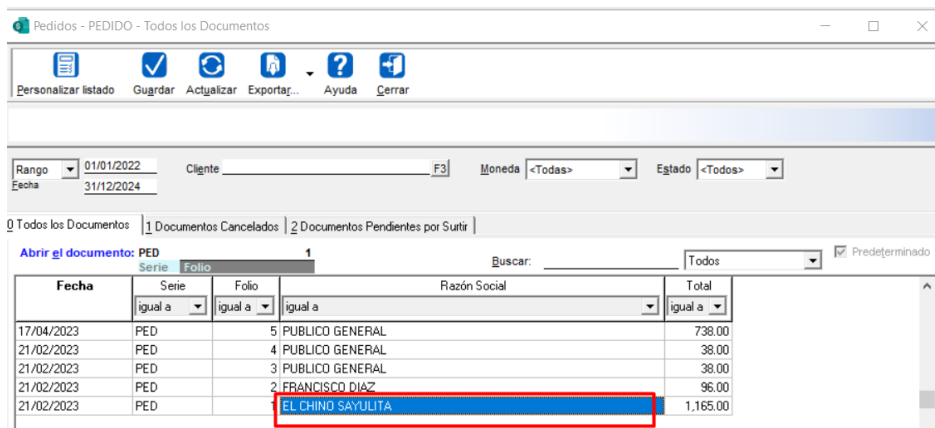 Pedidos - PEDIDO - Todos los Documentos
Personalizar listado Guardar Actualizar Exportar... Ayuda Cerrar
Rango 01/01/2022 Cliente F3 Moneda <Todas> Estado <Todos>
Fecha 31/12/2024
0 Todos los Documentos 1 Documentos Cancelados 2 Documentos Pendientes por Surtir
Abrir el documento: PED 1 Buscar: Todos Predeterminado
Serie Folio
Fecha Serie Folio Razón Social Total
igual a igual a igual a igual a
17/04/2023 PED 5 PUBLICO GENERAL 738.00
21/02/2023 PED 4 PUBLICO GENERAL 38.00
21/02/2023 PED 3 PUBLICO GENERAL 38.00
21/02/2023 PED 2 FRANCISCO DIAZ 96.00
21/02/2023 PED 1 EL CHINO SAYULITA 1,165.00